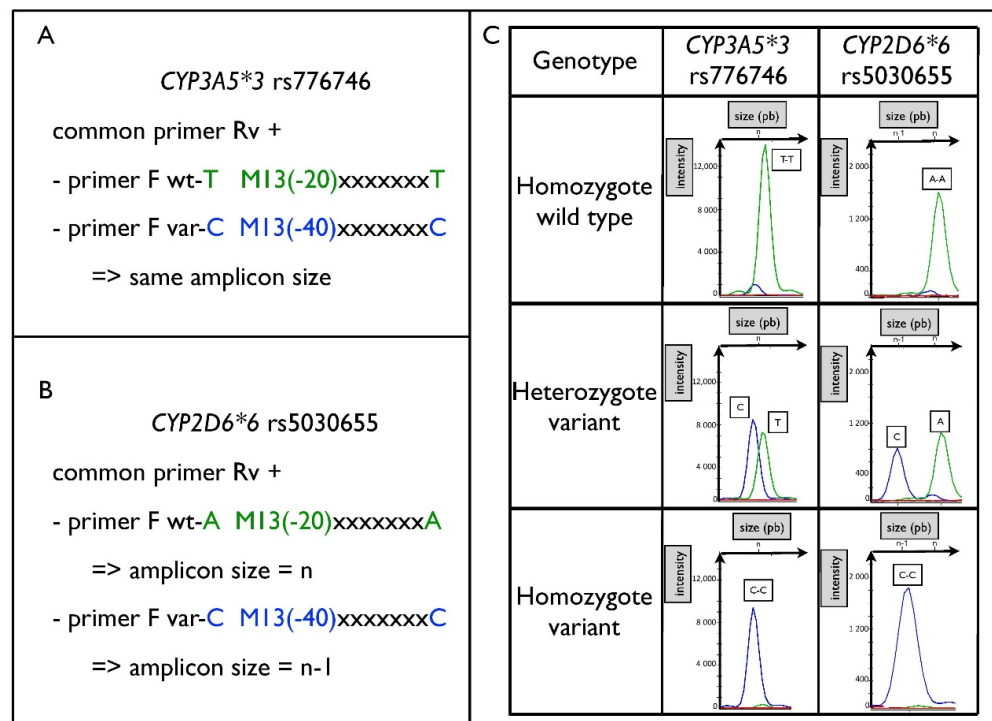 A
CYP3A5*3 rs776746
common primer Rv +
- primer F wt-T M13(-20)xxxxxxxT
- primer F var-C M13(-40)xxxxxxxC
=> same amplicon size
B
CYP2D6*6 rs5030655
common primer Rv +
- primer F wt-A M13(-20)xxxxxxxA
=> amplicon size = n
- primer F var-C M13(-40)xxxxxxxC
=> amplicon size = n-1
C
Genotype
CYP3A5*3
rs776746
CYP2D6*6
rs5030655
Homozygote
wild type
size (pb)
n
intensity
12,000
8 000
4 000
0
T-T
size (pb)
n 1 n
intensity
2 000
1 200
400
0
A-A
Heterozygote
variant
size (pb)
n
intensity
12,000
8 000
4 000
0
C
T
size (pb)
n-1 n
intensity
2 000
1 200
400
0
C
A
Homozygote
variant
size (pb)
n
intensity
12,000
8 000
4 000
0
C-C
size (pb)
n-1 n
intensity
2 000
1 200
400
0
C-C